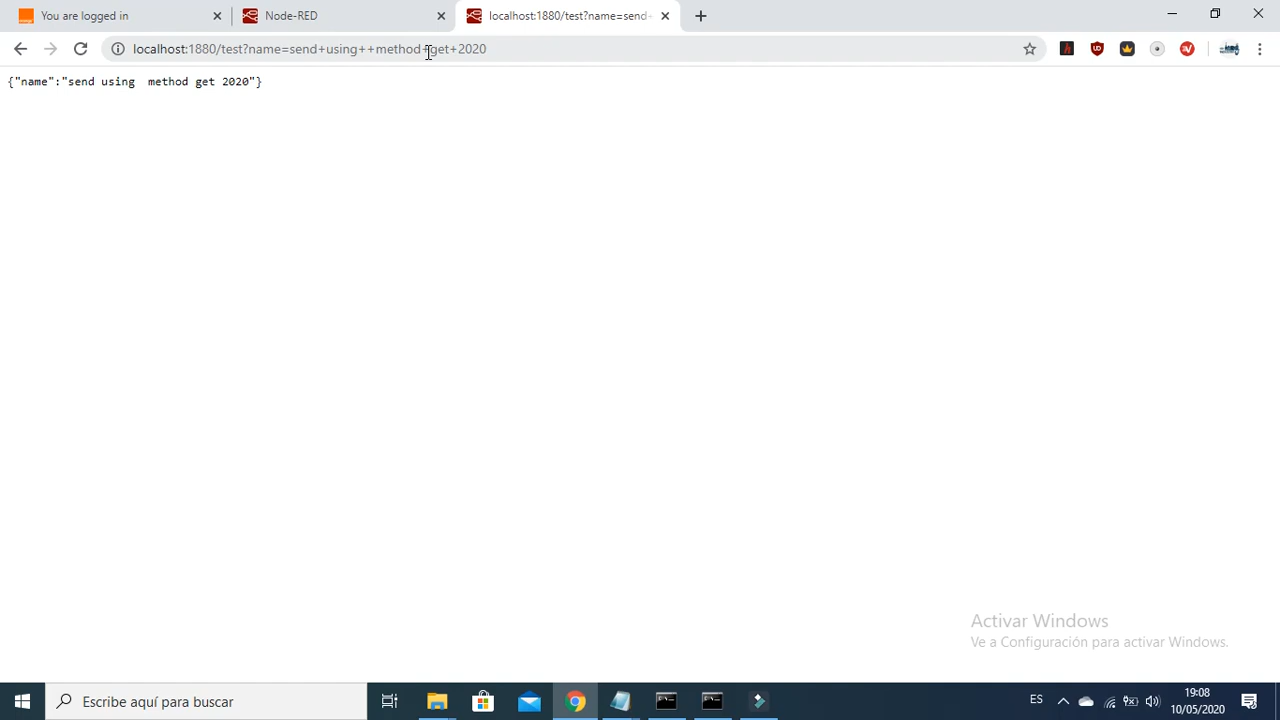 You are logged in
Node-RED
localhost:1880/test?name=send-
localhost:1880/test?name=send+using++method+get+2020
{"name":"send using  method get 2020"}
Activar Windows
Ve a Configuración para activar Windows.
Escribe aquí para buscar
ES
19:08
10/05/2020